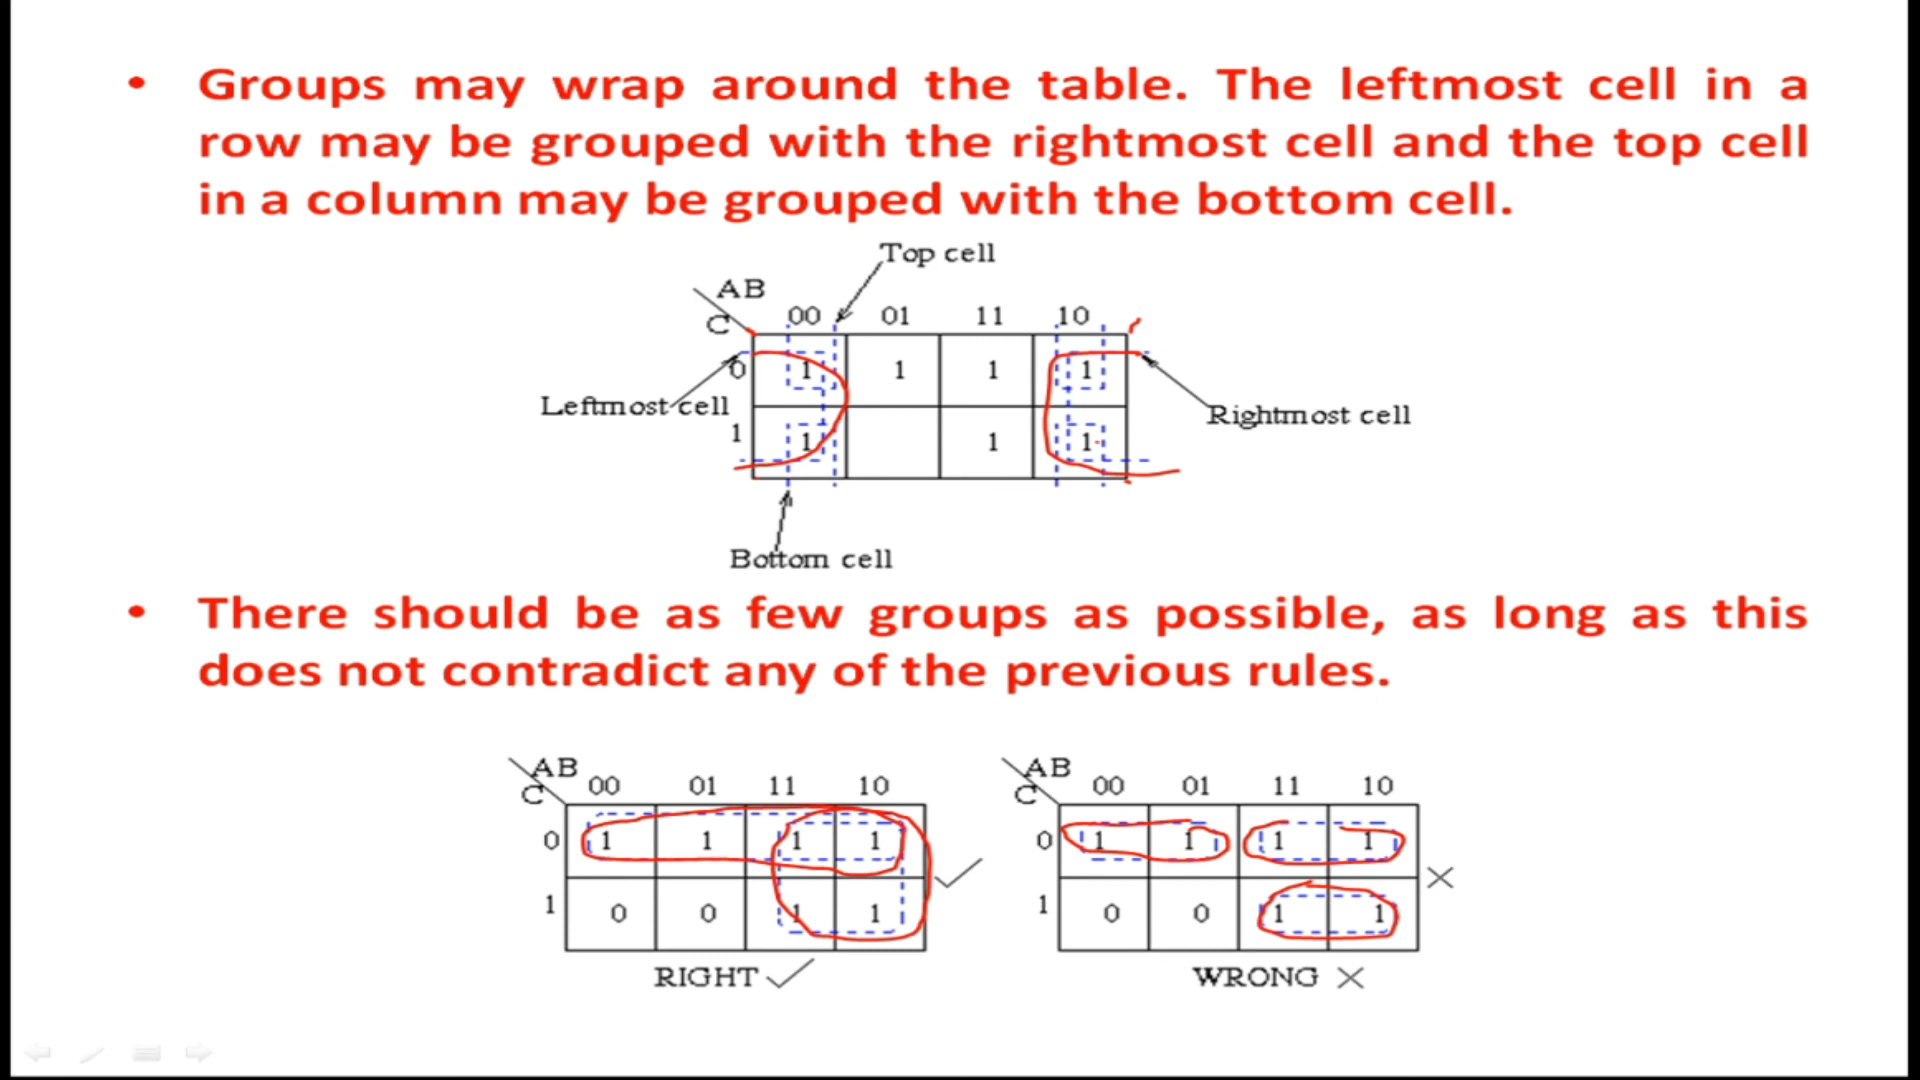 • Groups may wrap around the table. The leftmost cell in a
row may be grouped with the rightmost cell and the top cell
in a column may be grouped with the bottom cell.
Top cell
AB
C 00 01 11 10
0 1 1 1 1
Leftmost cell
Rightmost cell
1 1 1 1
Bottom cell
• There should be as few groups as possible, as long as this
does not contradict any of the previous rules.
AB
C 00 01 11 10
0 1 1 1 1
1 0 0 1 1
RIGHT
AB
C 00 01 11 10
0 1 1 1 1
1 0 0 1 1
WRONG